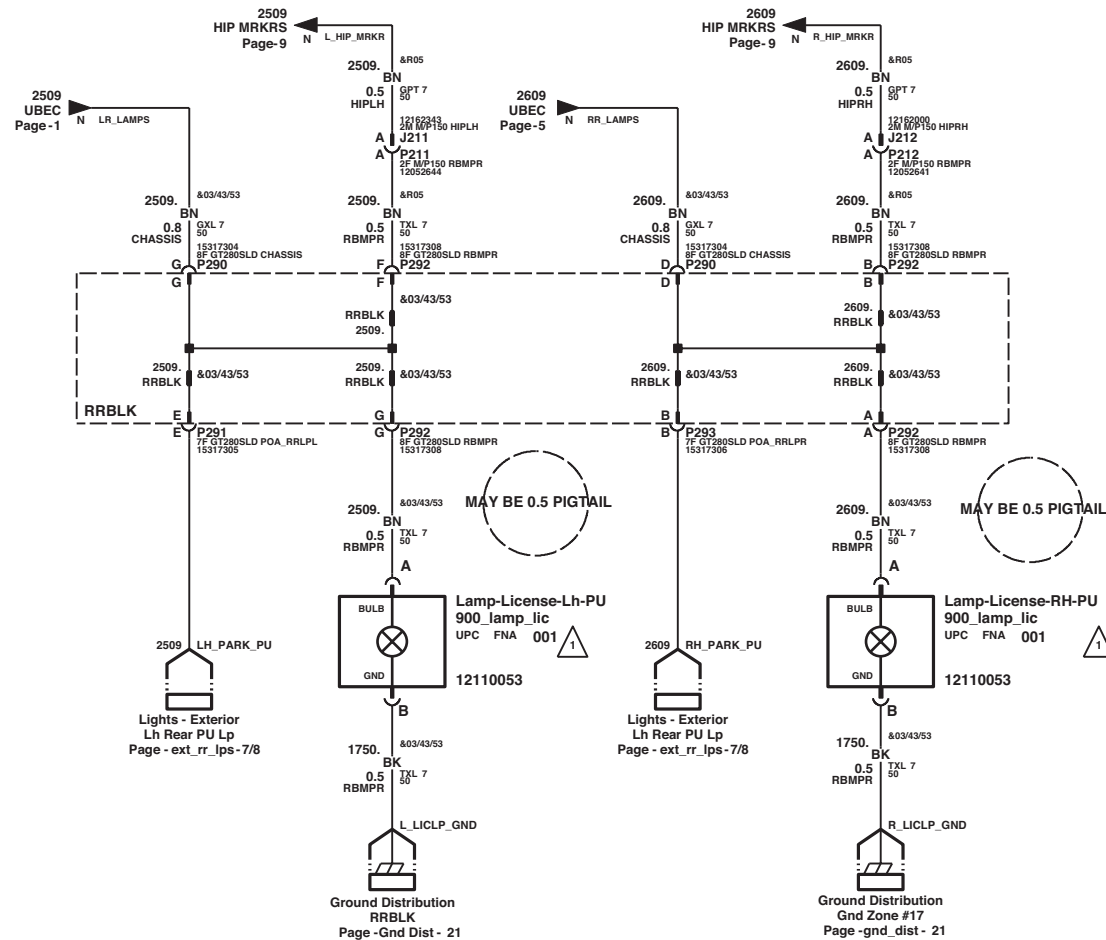 2509
HIP MRKRS
Page-9
N L_HIP_MRKR
2609
HIP MRKRS
Page-9
N R_HIP_MRKR
2509
UBEC
Page-1
N LR_LAMPS
2609
UBEC
Page-5
N RR_LAMPS
&R05
2509.
BN
0.5
HIPLH
GPT 7
50
12162343
2M M/P150 HIPLH
A J211
A P211
2F M/P150 RBMPR
12052644
&R05
2609.
BN
0.5
HIPRH
GPT 7
50
12162000
2M M/P150 HIPRH
A J212
A P212
2F M/P150 RBMPR
12052641
&03/43/53
2509.
BN
0.8
CHASSIS
GXL 7
50
15317304
8F GT280SLD CHASSIS
G P290
G
&R05
2509.
BN
0.5
RBMPR
TXL 7
50
15317308
8F GT280SLD RBMPR
F P292
F
&03/43/53
2609.
BN
0.8
CHASSIS
GXL 7
50
15317304
8F GT280SLD CHASSIS
D P290
D
&R05
2609.
BN
0.5
RBMPR
TXL 7
50
15317308
8F GT280SLD RBMPR
B P292
B
&03/43/53
RRBLK
2509.
2609.
RRBLK
&03/43/53
2509.
RRBLK
&03/43/53
2509.
RRBLK
&03/43/53
2609.
RRBLK
&03/43/53
2609.
RRBLK
&03/43/53
RRBLK
E
E P291
7F GT280SLD POA_RRLPL
15317305
G
G P292
8F GT280SLD RBMPR
15317308
B
B P293
7F GT280SLD POA_RRLPR
15317306
A
A P292
8F GT280SLD RBMPR
15317308
MAY BE 0.5 PIGTAIL
MAY BE 0.5 PIGTAIL
&03/43/53
2509.
BN
0.5
RBMPR
TXL 7
50
A
&03/43/53
2609.
BN
0.5
RBMPR
TXL 7
50
A
BULB
GND
Lamp-License-Lh-PU
900_lamp_lic
UPC FNA 001
1
12110053
B
BULB
GND
Lamp-License-RH-PU
900_lamp_lic
UPC FNA 001
1
12110053
B
2509 LH_PARK_PU
Lights - Exterior
Lh Rear PU Lp
Page - ext_rr_lps-7/8
2609 RH_PARK_PU
Lights - Exterior
Lh Rear PU Lp
Page - ext_rr_lps-7/8
&03/43/53
1750.
BK
0.5
RBMPR
TXL 7
50
L_LICLP_GND
Ground Distribution
RRBLK
Page -Gnd Dist - 21
&03/43/53
1750.
BK
0.5
RBMPR
TXL 7
50
R_LICLP_GND
Ground Distribution
Gnd Zone #17
Page -gnd_dist - 21